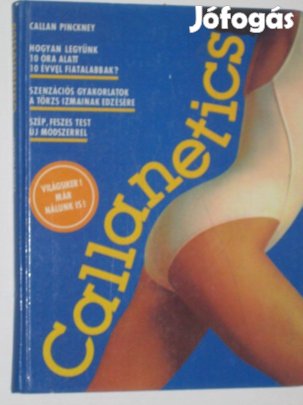 Jófogás
CALLAN PINCKNEY
HOGYAN LEGYÜNK
10 ÓRA ALATT
10 ÉVVEL FIATALABBAK?
SZENZÁCIÓS GYAKORLATOK
A TÖRZS IZMAINAK EDZÉSÉRE
SZÉP, FESZES TEST
ÚJ MÓDSZERREL
VILÁGSIKER!
MÁR
NÁLUNK IS!
Callanetics